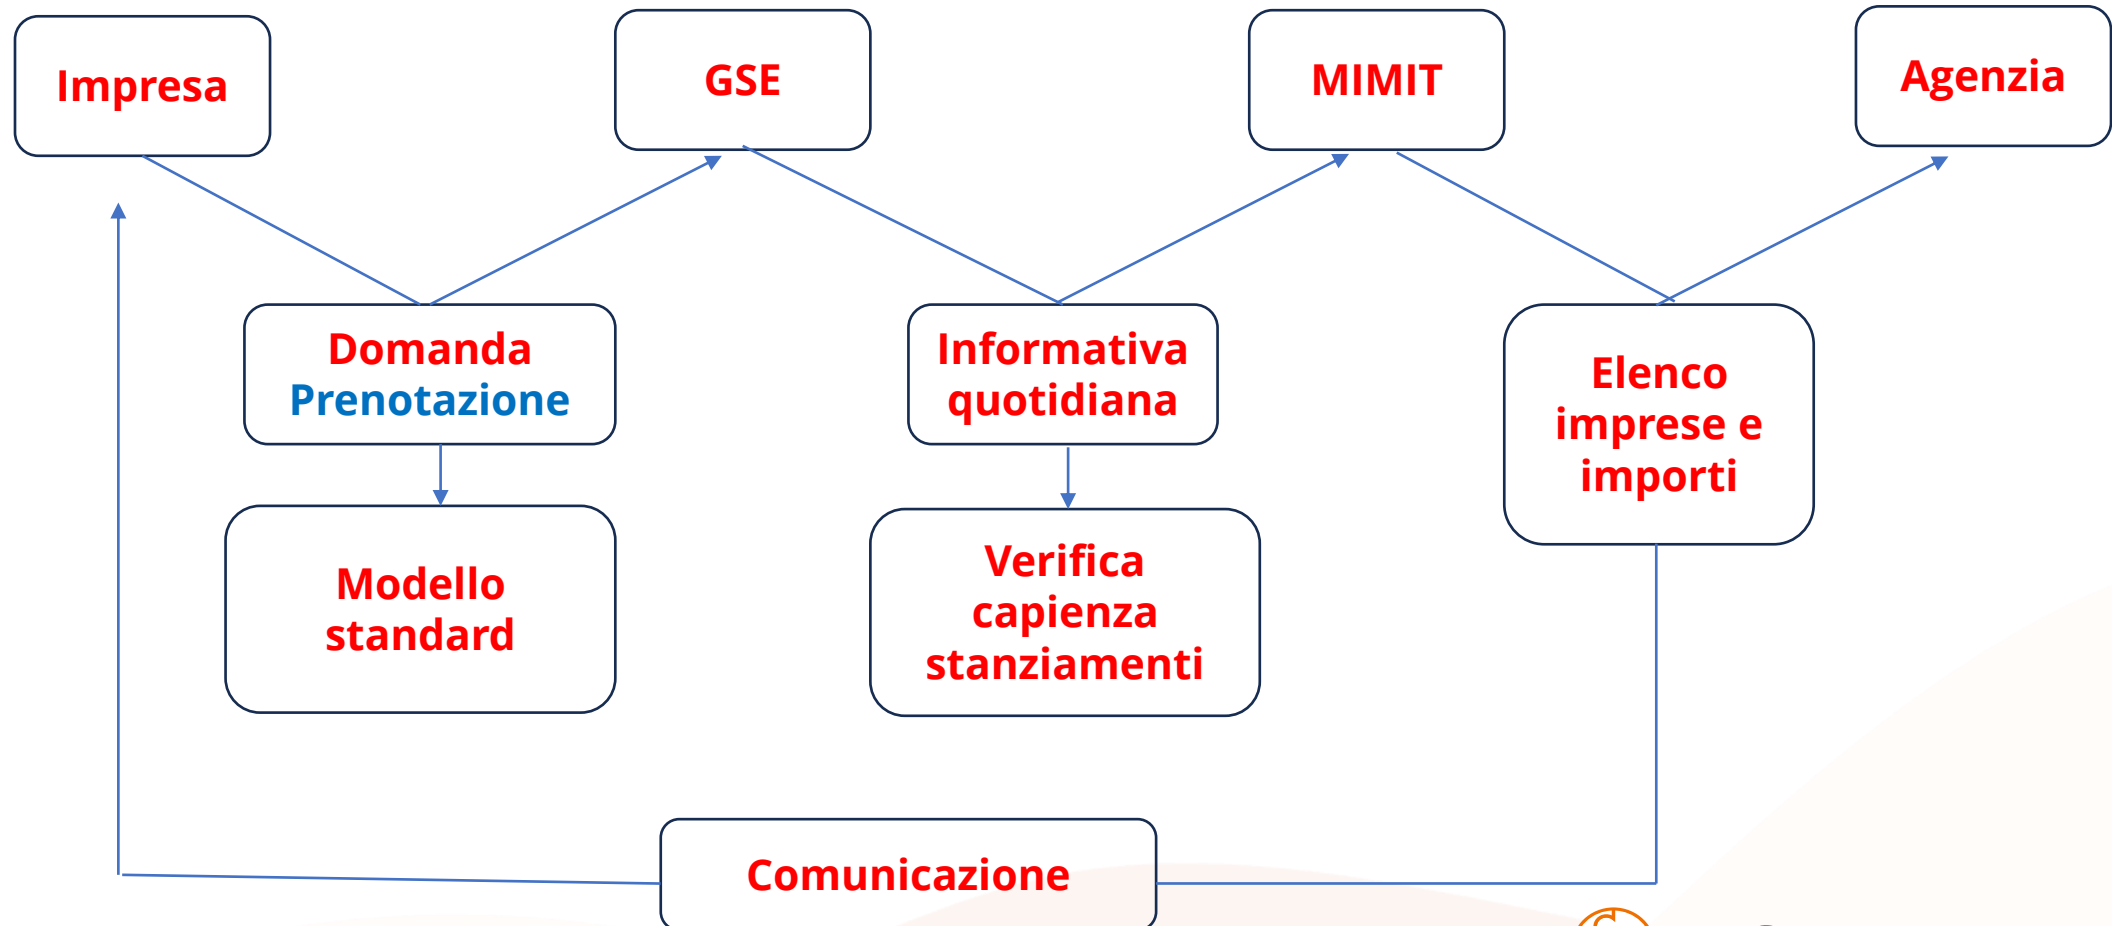 Impresa
GSE
MIMIT
Agenzia
Domanda
Prenotazione
Informativa
quotidiana
Elenco
imprese e
importi
Modello
standard
Verifica
capienza
stanziamenti
Comunicazione